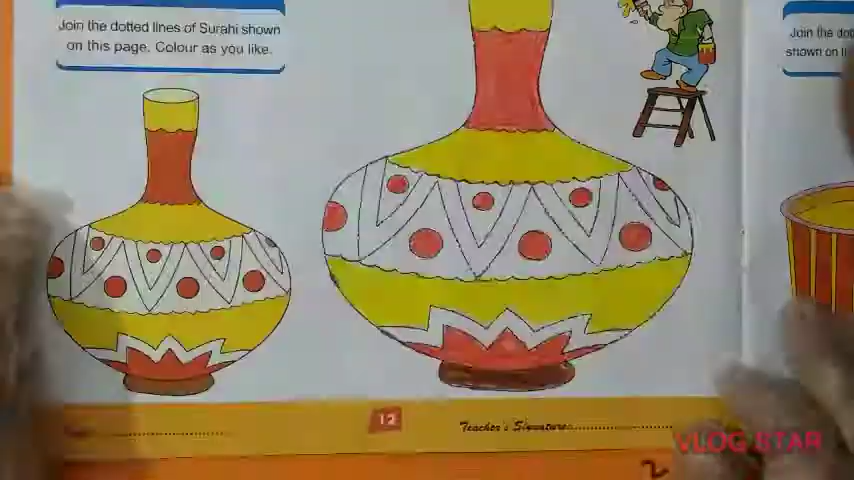 Join the dotted lines of Surahi shown
on this page. Colour as you like.
Join the dot
shown on
12
Teacher's Signature
VLOG STAR
2